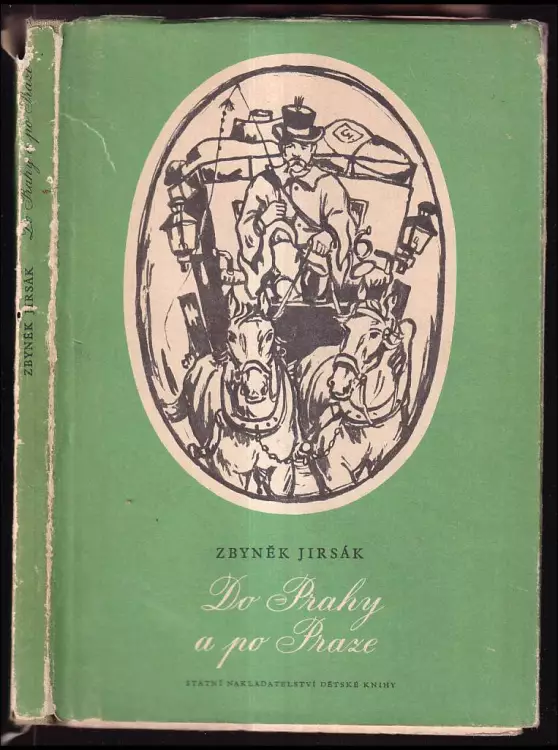 ZBYNĚK JIRSÁK Do Prahy a po Praze
ZBYNĚK JIRSÁK
Do Prahy
a po Praze
STÁTNÍ NAKLADATELSTVÍ DĚTSKÉ KNIHY